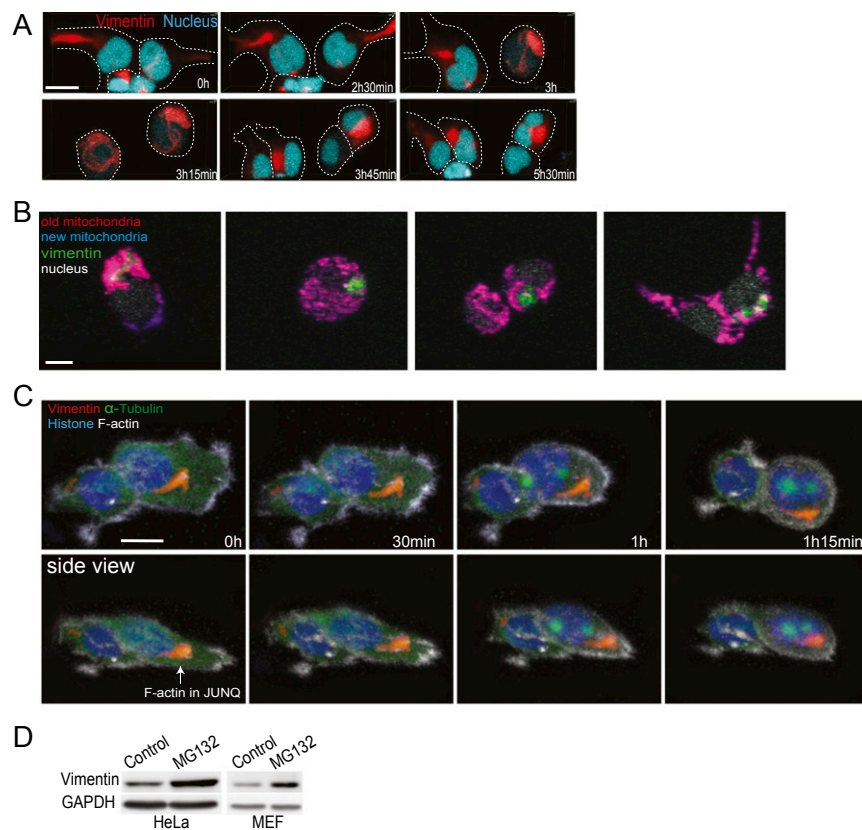 A
Vimentin Nucleus
0h
2h30min
3h
3h15min
3h45min
5h30min
B
old mitochondria
new mitochondria
vimentin
nucleus
C
Vimentin α-Tubulin
Histone F-actin
0h
30min
1h
1h15min
side view
F-actin in JUNQ
D
Control MG132 Control MG132
Vimentin
GAPDH
HeLa MEF